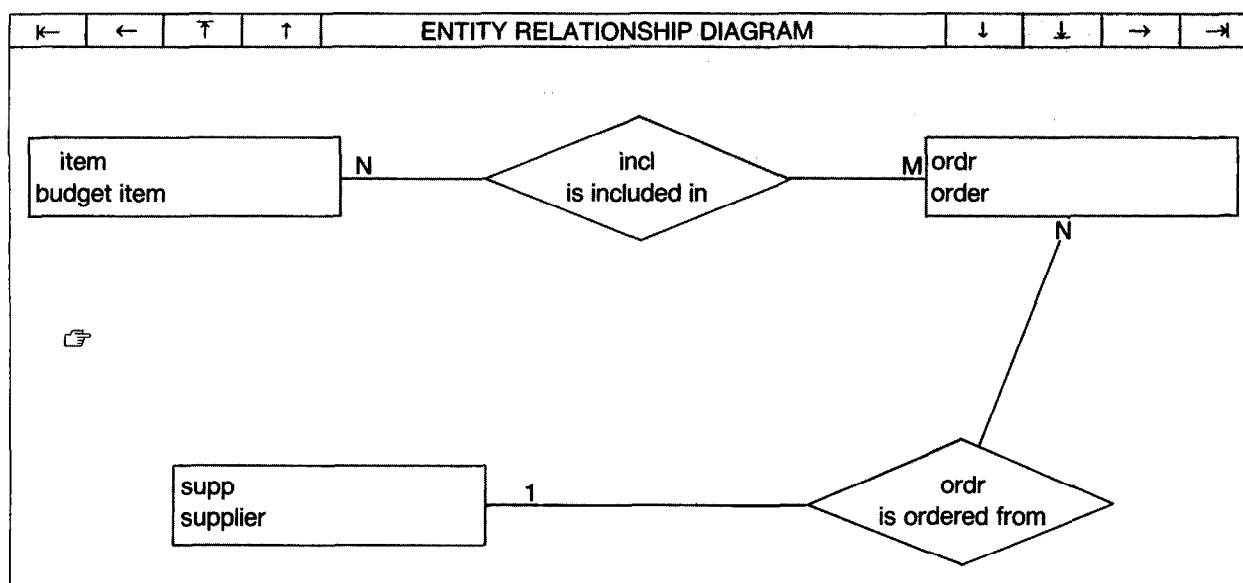 ENTITY RELATIONSHIP DIAGRAM
item
budget item
N
incl
is included in
M
ordr
order
N
supp
supplier
1
ordr
is ordered from